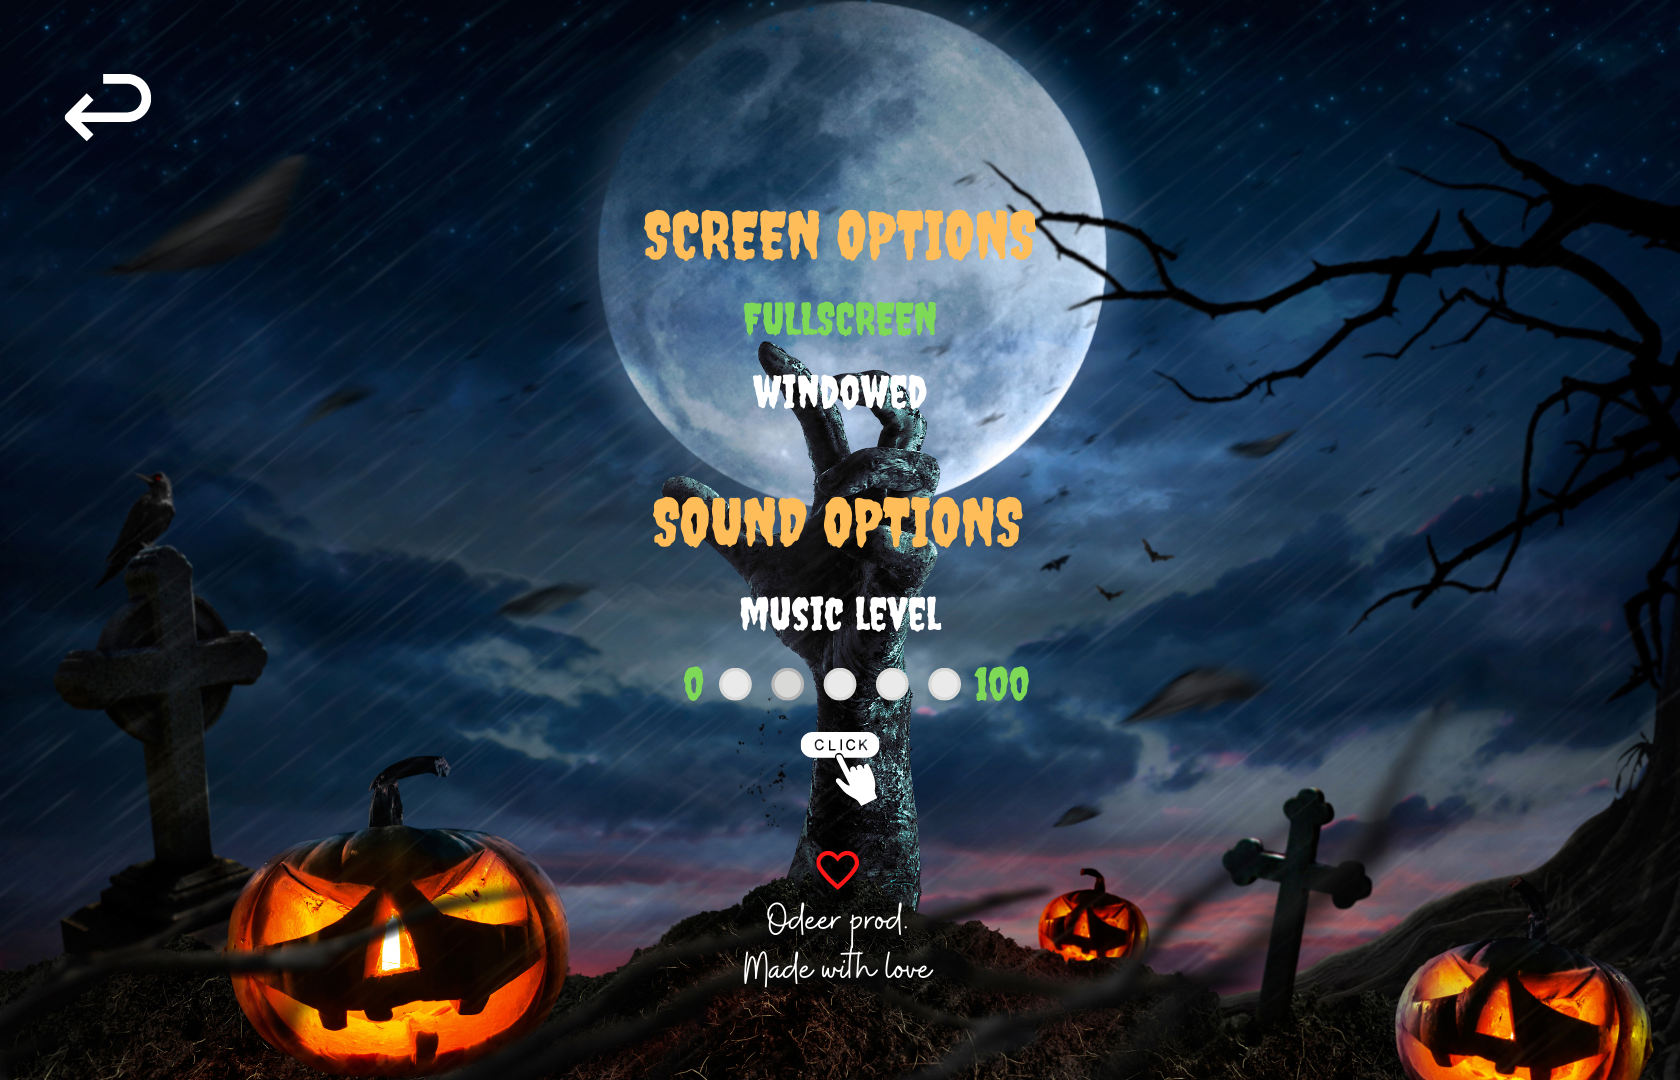 SCREEN OPTIONS
FULLSCREEN
WINDOWED
SOUND OPTIONS
MUSIC LEVEL
0 100
CLICK
Odeer prod.
Made with love